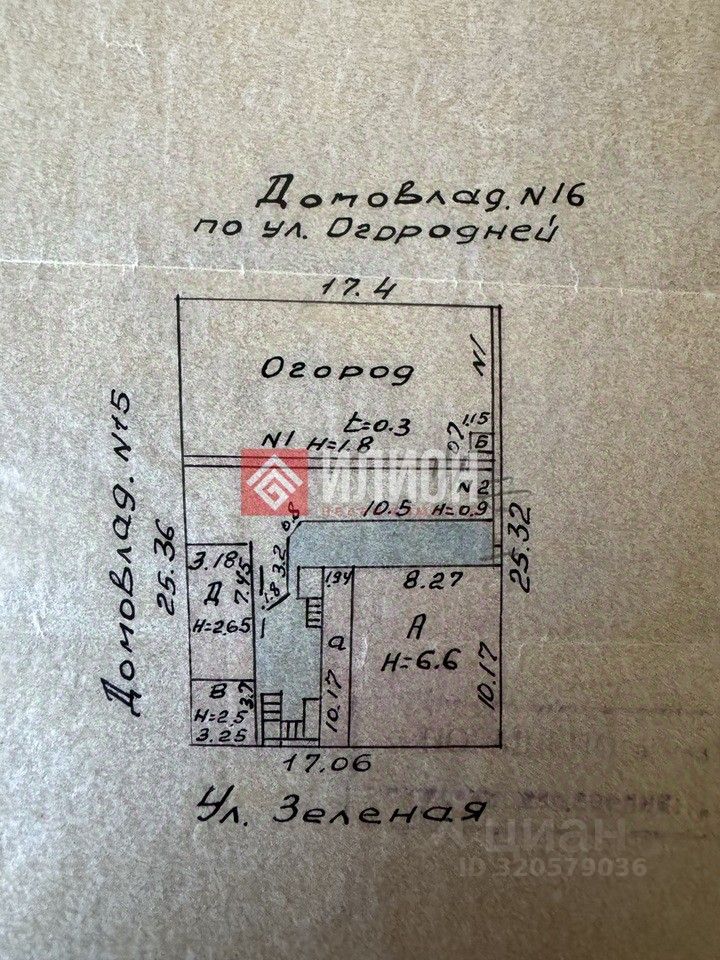 Домовлад. N16
по ул. Огородней
17.4
Огород
N1
t=0.3
1.15
0.7
Б
N1 H=1.8
ИЛИОН
N2
10.5
H=0.9
0.8
Домовлад. N15
25.36
25.32
3.18
7.45
Д
H=2.65
3.2
1.8
1.94
8.27
а
А
H=6.6
10.17
10.17
В
3.7
H=2.5
3.25
17.06
Ул. Зеленая
циан
ID 320579036